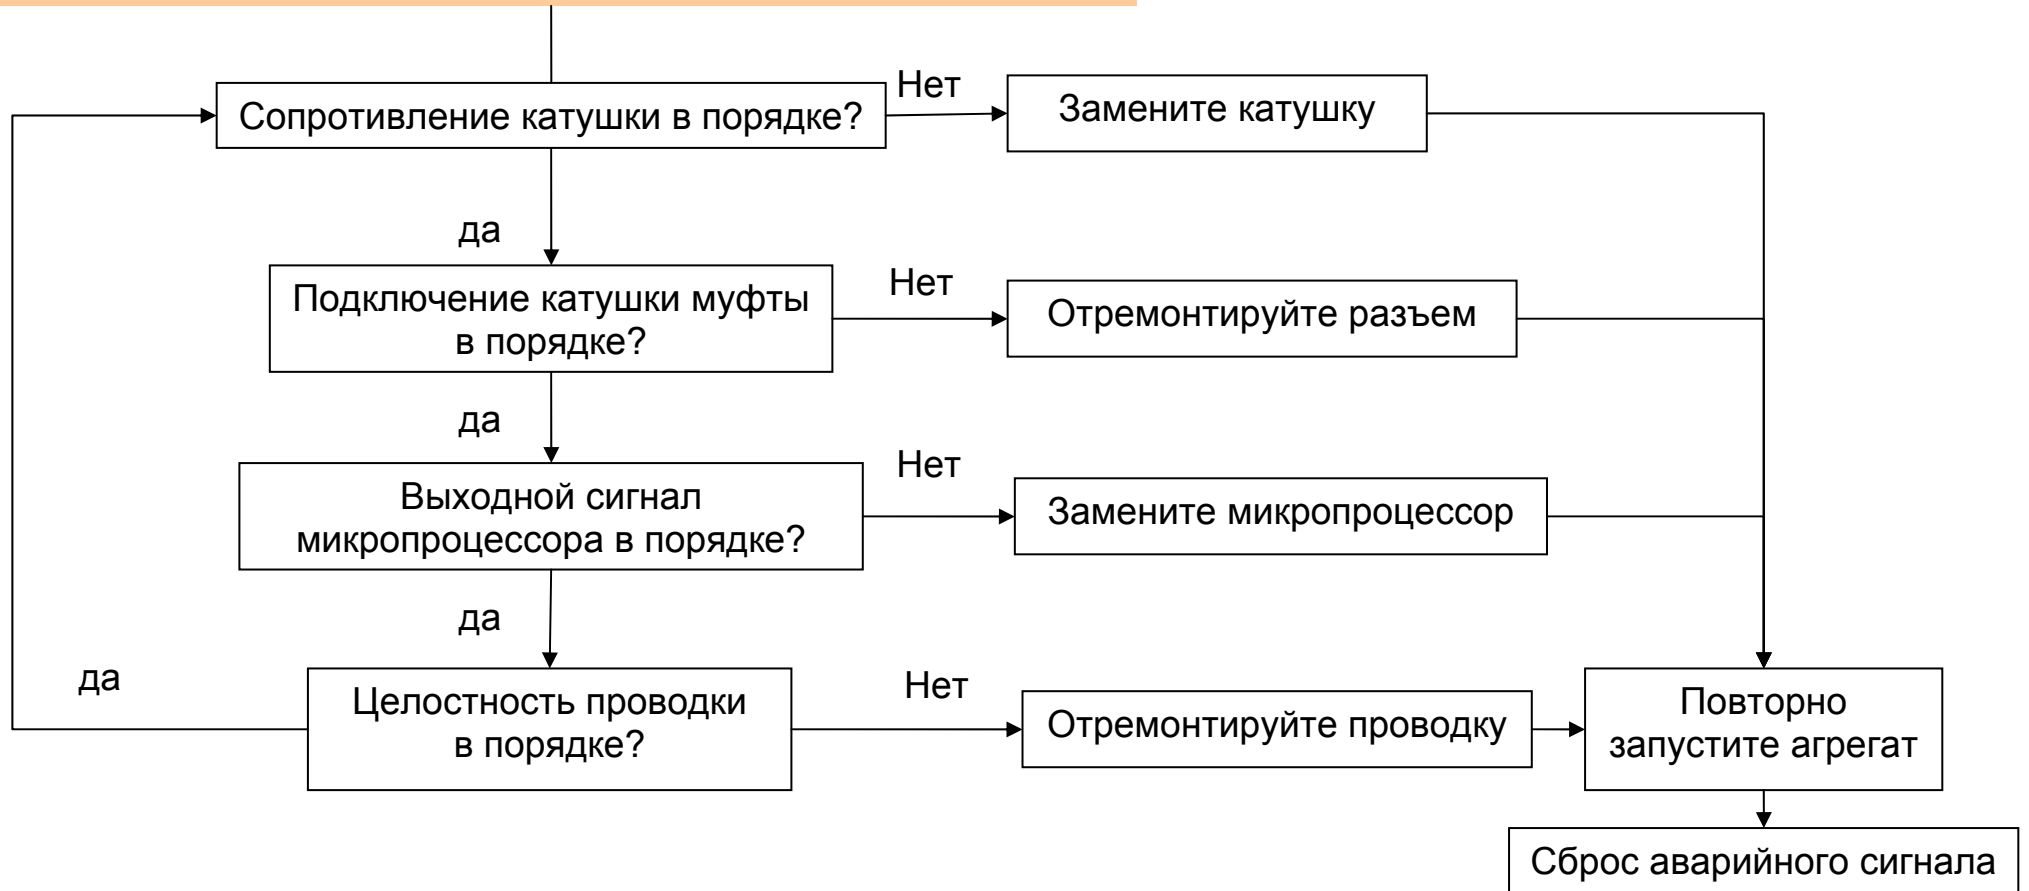 Сопротивление катушки в порядке?
Нет
Замените катушку
да
Подключение катушки муфты
в порядке?
Нет
Отремонтируйте разъем
да
Выходной сигнал
микропроцессора в порядке?
Нет
Замените микропроцессор
да
да
Целостность проводки
в порядке?
Нет
Отремонтируйте проводку
Повторно
запустите агрегат
Сброс аварийного сигнала